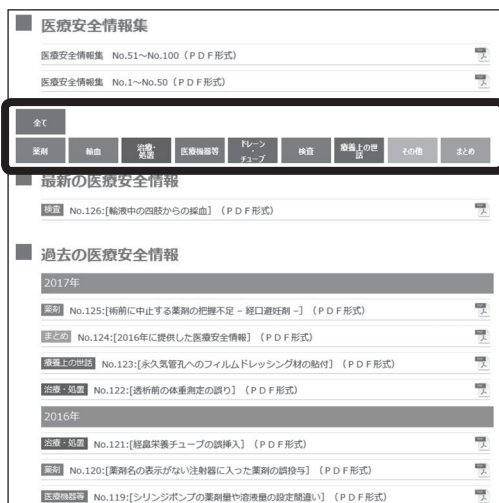 医療安全情報集
医療安全情報集 No.51～No.100（ＰＤＦ形式）
医療安全情報集 No.1～No.50（ＰＤＦ形式）
全て
薬剤 輸血 治療・処置 医療機器等 ドレーン・チューブ 検査 療養上の世話 その他 まとめ
最新の医療安全情報
検査 No.126:[輸液中の四肢からの採血]（ＰＤＦ形式）
過去の医療安全情報
2017年
薬剤 No.125:[術前に中止する薬剤の把握不足 – 経口避妊剤 –]（ＰＤＦ形式）
まとめ No.124:[2016年に提供した医療安全情報]（ＰＤＦ形式）
療養上の世話 No.123:[永久気管孔へのフィルムドレッシング材の貼付]（ＰＤＦ形式）
治療・処置 No.122:[透析前の体重測定の誤り]（ＰＤＦ形式）
2016年
治療・処置 No.121:[経鼻栄養チューブの誤挿入]（ＰＤＦ形式）
薬剤 No.120:[薬剤名の表示がない注射器に入った薬剤の誤投与]（ＰＤＦ形式）
医療機器等 No.119:[シリンジポンプの薬剤量や溶液量の設定間違い]（ＰＤＦ形式）